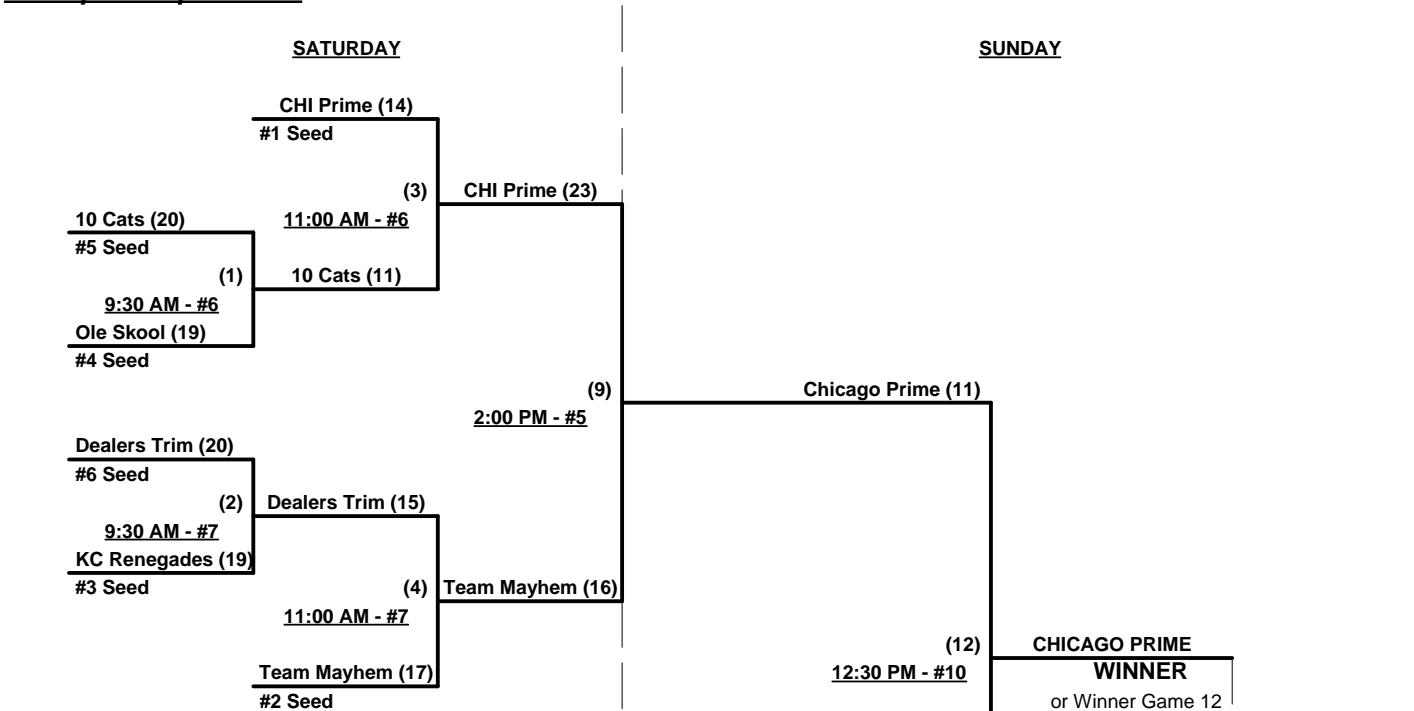 SATURDAY
SUNDAY
CHI Prime (14)
#1 Seed
(3)
CHI Prime (23)
10 Cats (20)
11:00 AM - #6
#5 Seed
(1)
10 Cats (11)
9:30 AM - #6
Ole Skool (19)
#4 Seed
(9)
Chicago Prime (11)
2:00 PM - #5
Dealers Trim (20)
#6 Seed
(2)
Dealers Trim (15)
9:30 AM - #7
KC Renegades (19)
#3 Seed
(4)
Team Mayhem (16)
11:00 AM - #7
(12)
CHICAGO PRIME
Team Mayhem (17)
12:30 PM - #10
WINNER
#2 Seed
or Winner Game 12